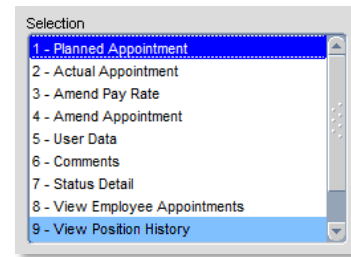 Selection
1 - Planned Appointment
2 - Actual Appointment
3 - Amend Pay Rate
4 - Amend Appointment
5 - User Data
6 - Comments
7 - Status Detail
8 - View Employee Appointments
9 - View Position History